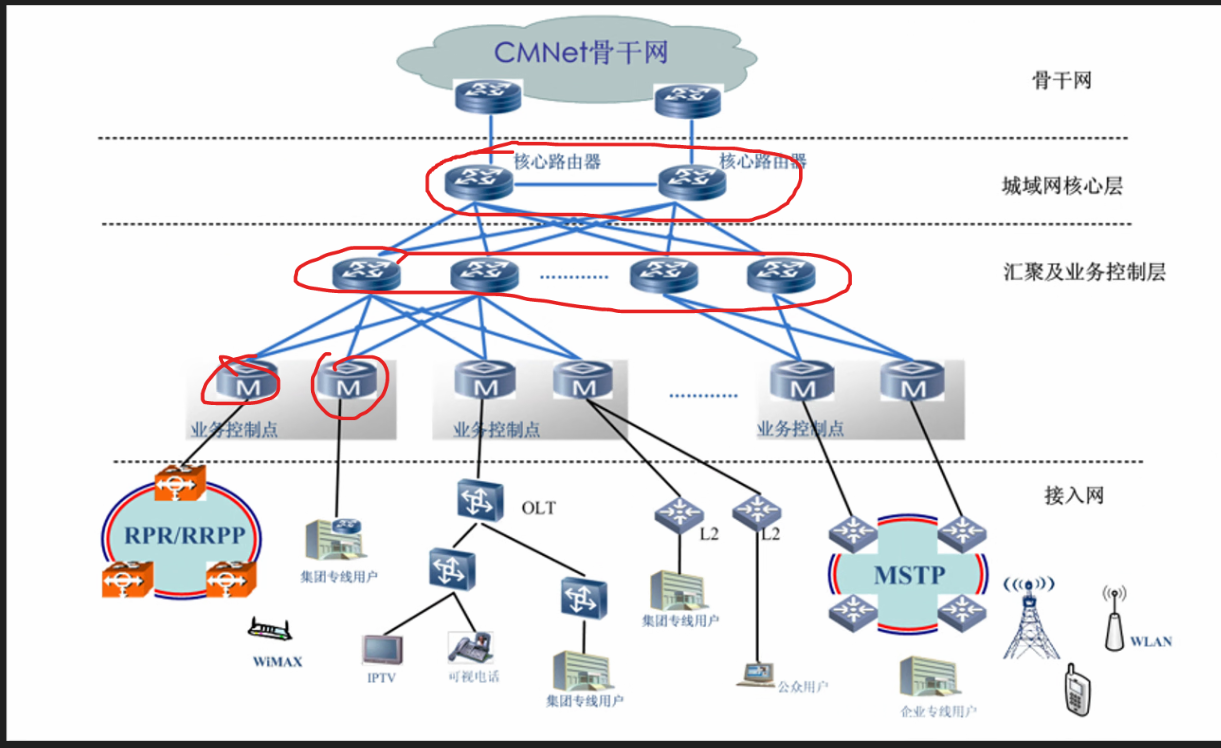 CMNet骨干网
骨干网
核心路由器
核心路由器
城域网核心层
汇聚及业务控制层
M
M
M
M
M
M
业务控制点
业务控制点
业务控制点
接入网
OLT
L2
L2
RPR/RRPP
集团专线用户
MSTP
集团专线用户
WiMAX
IPTV
可视电话
集团专线用户
公众用户
企业专线用户
WLAN